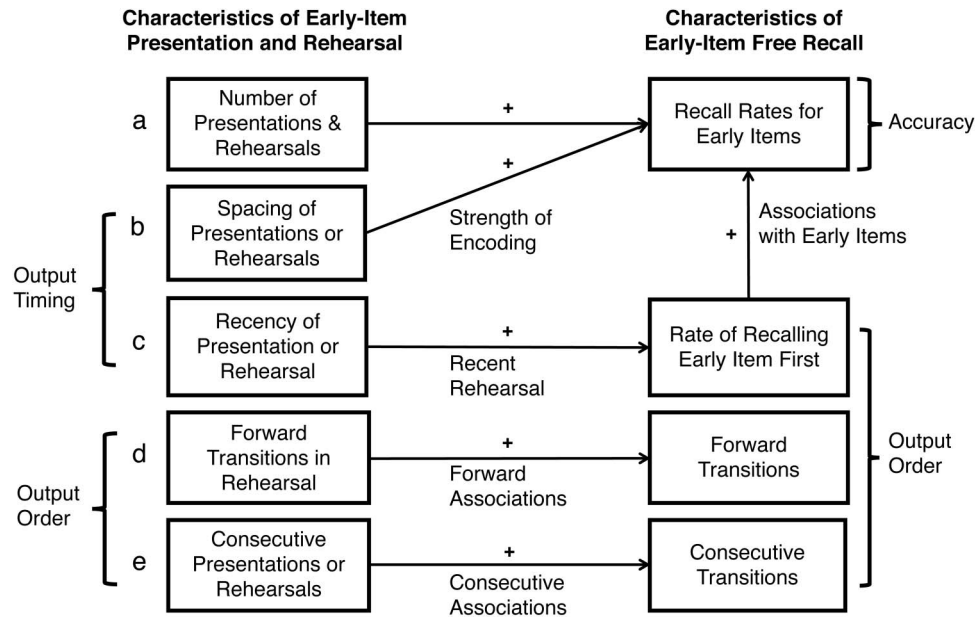 Characteristics of Early-Item
Presentation and Rehearsal
Characteristics of
Early-Item Free Recall
a
Number of
Presentations &
Rehearsals
+
Recall Rates for
Early Items
Accuracy
b
Spacing of
Presentations or
Rehearsals
+
Strength of
Encoding
+
Associations
with Early Items
Output
Timing
c
Recency of
Presentation or
Rehearsal
+
Recent
Rehearsal
Rate of Recalling
Early Item First
d
Forward
Transitions in
Rehearsal
+
Forward
Associations
Forward
Transitions
Output
Order
Output
Order
e
Consecutive
Presentations or
Rehearsals
+
Consecutive
Associations
Consecutive
Transitions